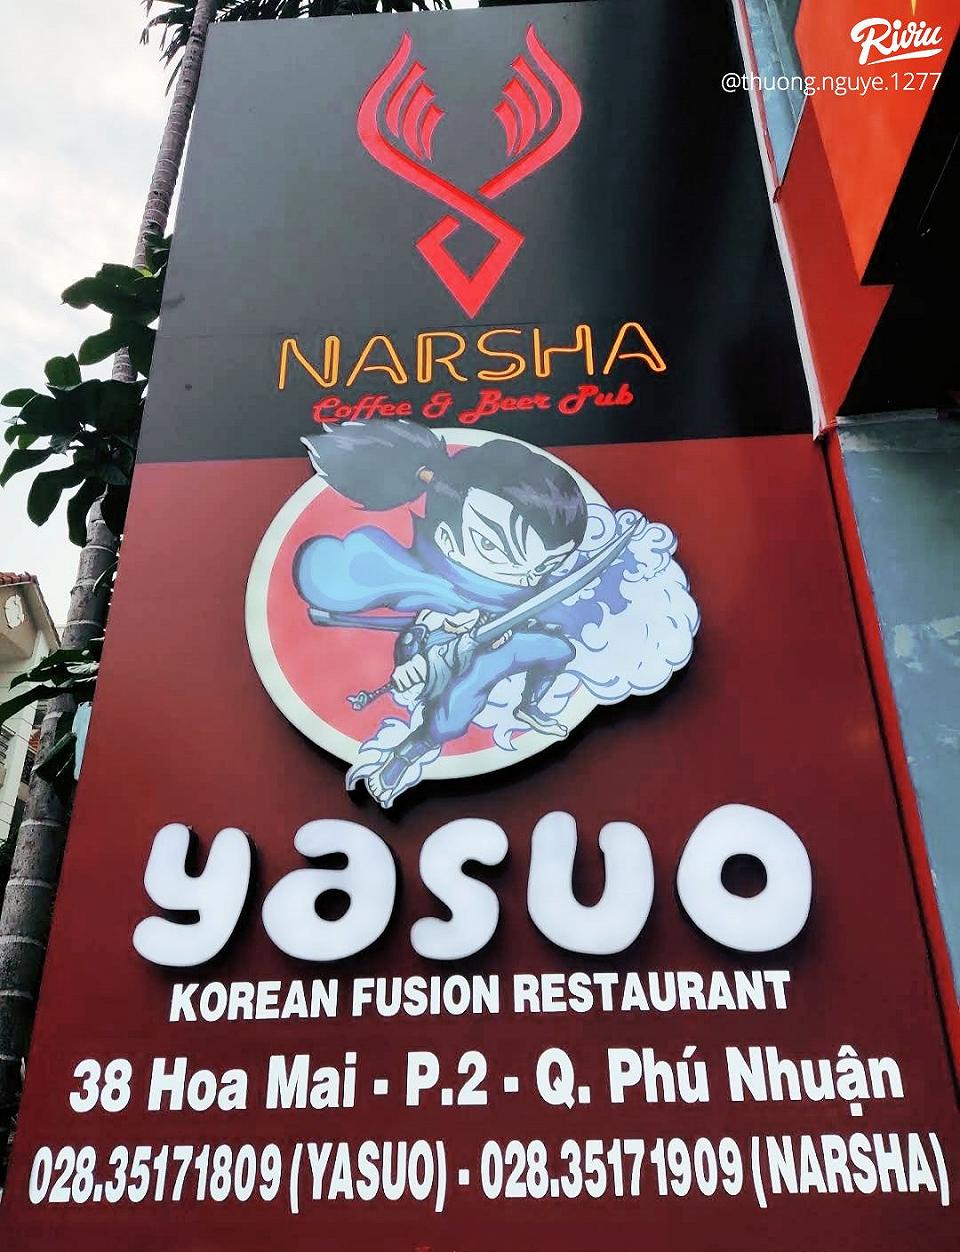 Riviu
@thuong.nguye.1277
NARSHA
Coffee & Beer Pub
yasuo
KOREAN FUSION RESTAURANT
38 Hoa Mai - P.2 - Q. Phú Nhuận
028.35171809 (YASUO) - 028.35171909 (NARSHA)